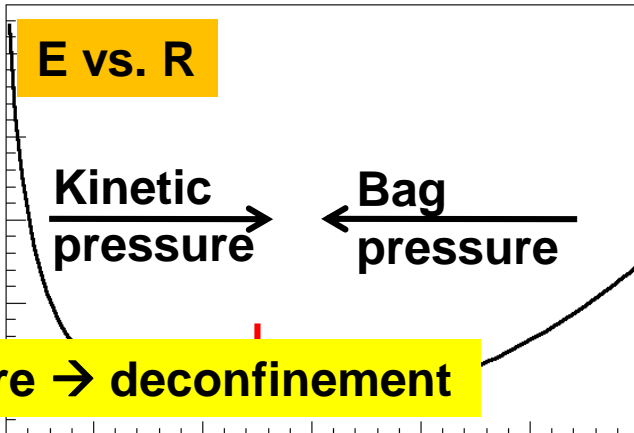 E vs. R
Kinetic
pressure
Bag
pressure
re → deconfinement